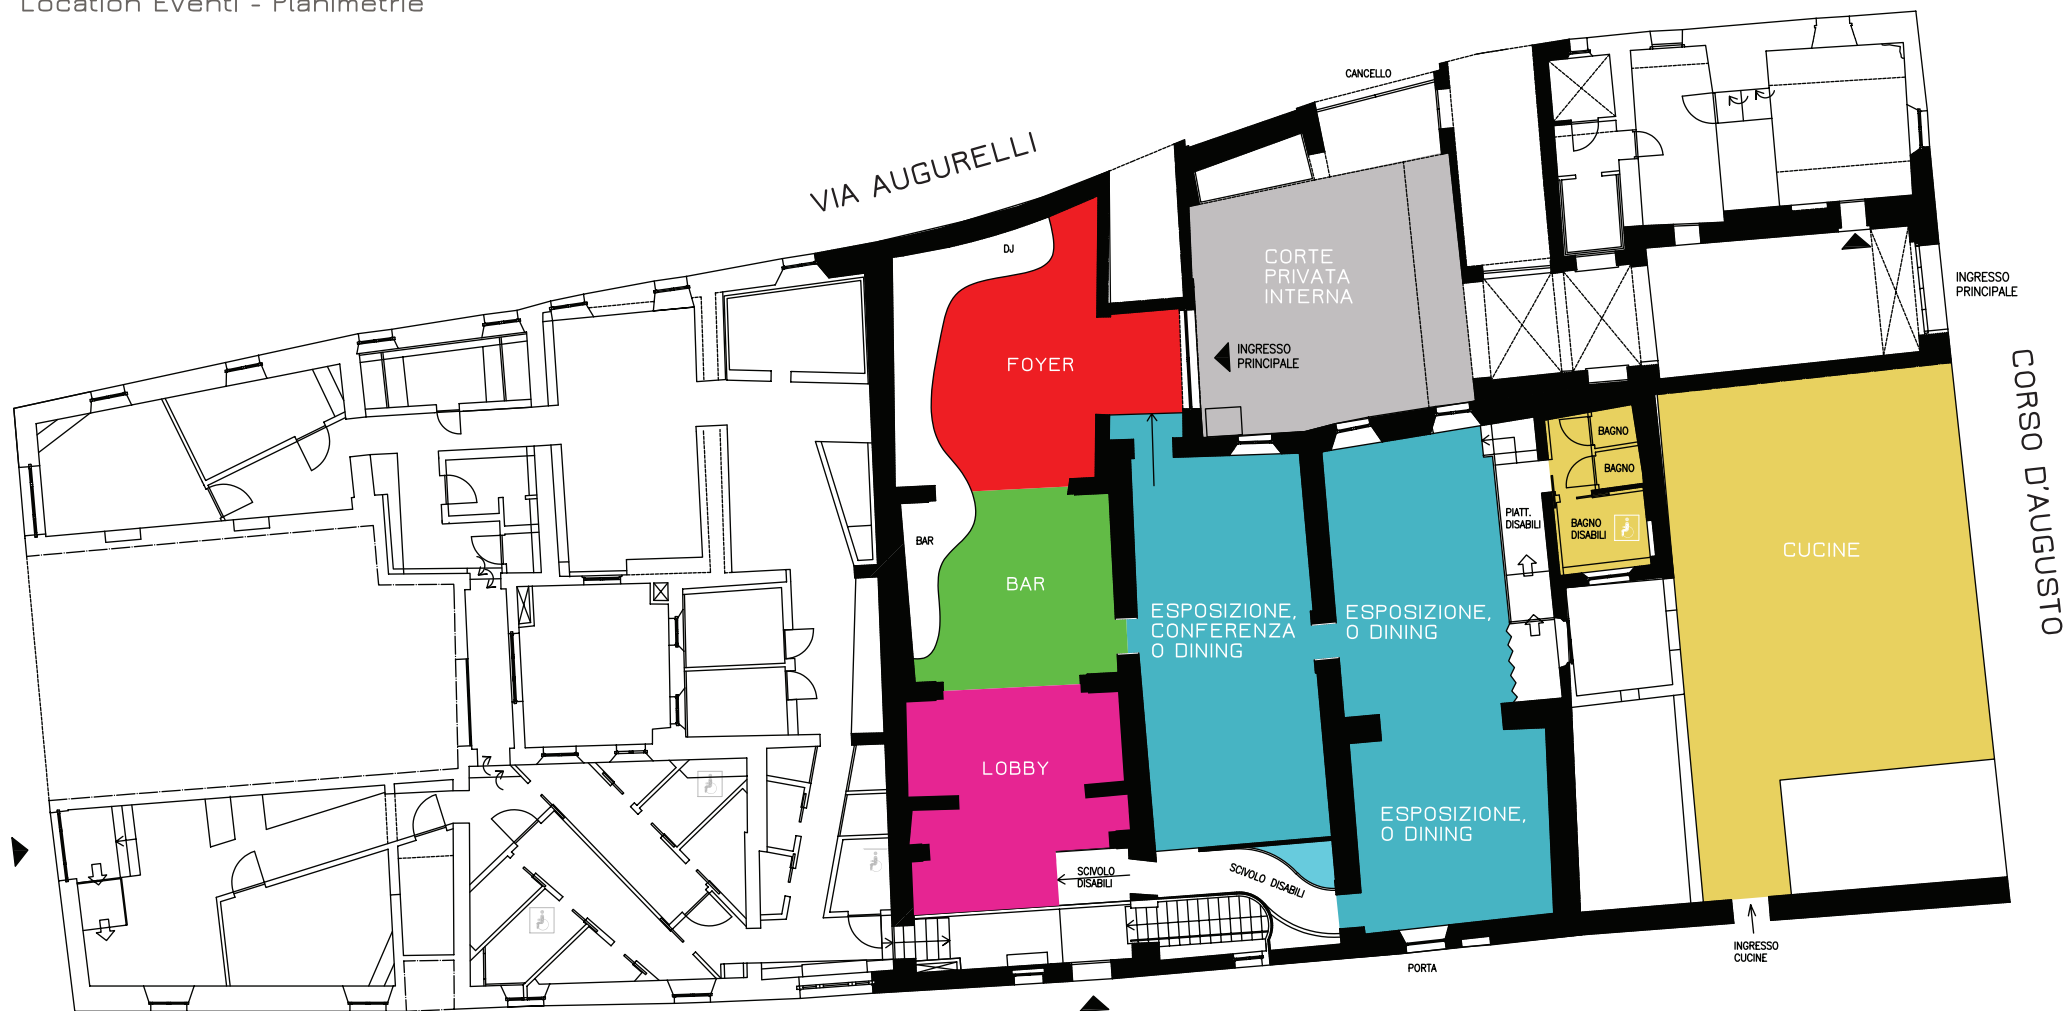 Location Eventi - Planimetrie
CANCELLO
VIA AUGURELLI
DJ
CORTE
PRIVATA
INTERNA
INGRESSO
PRINCIPALE
INGRESSO
PRINCIPALE
FOYER
CORSO D'AUGUSTO
BAGNO
BAGNO
PIATT.
DISABILI
BAGNO
DISABILI
BAR
CUCINE
BAR
ESPOSIZIONE,
CONFERENZA
O DINING
ESPOSIZIONE,
O DINING
LOBBY
ESPOSIZIONE,
O DINING
SCIVOLO
DISABILI
SCIVOLO DISABILI
INGRESSO
CUCINE
PORTA